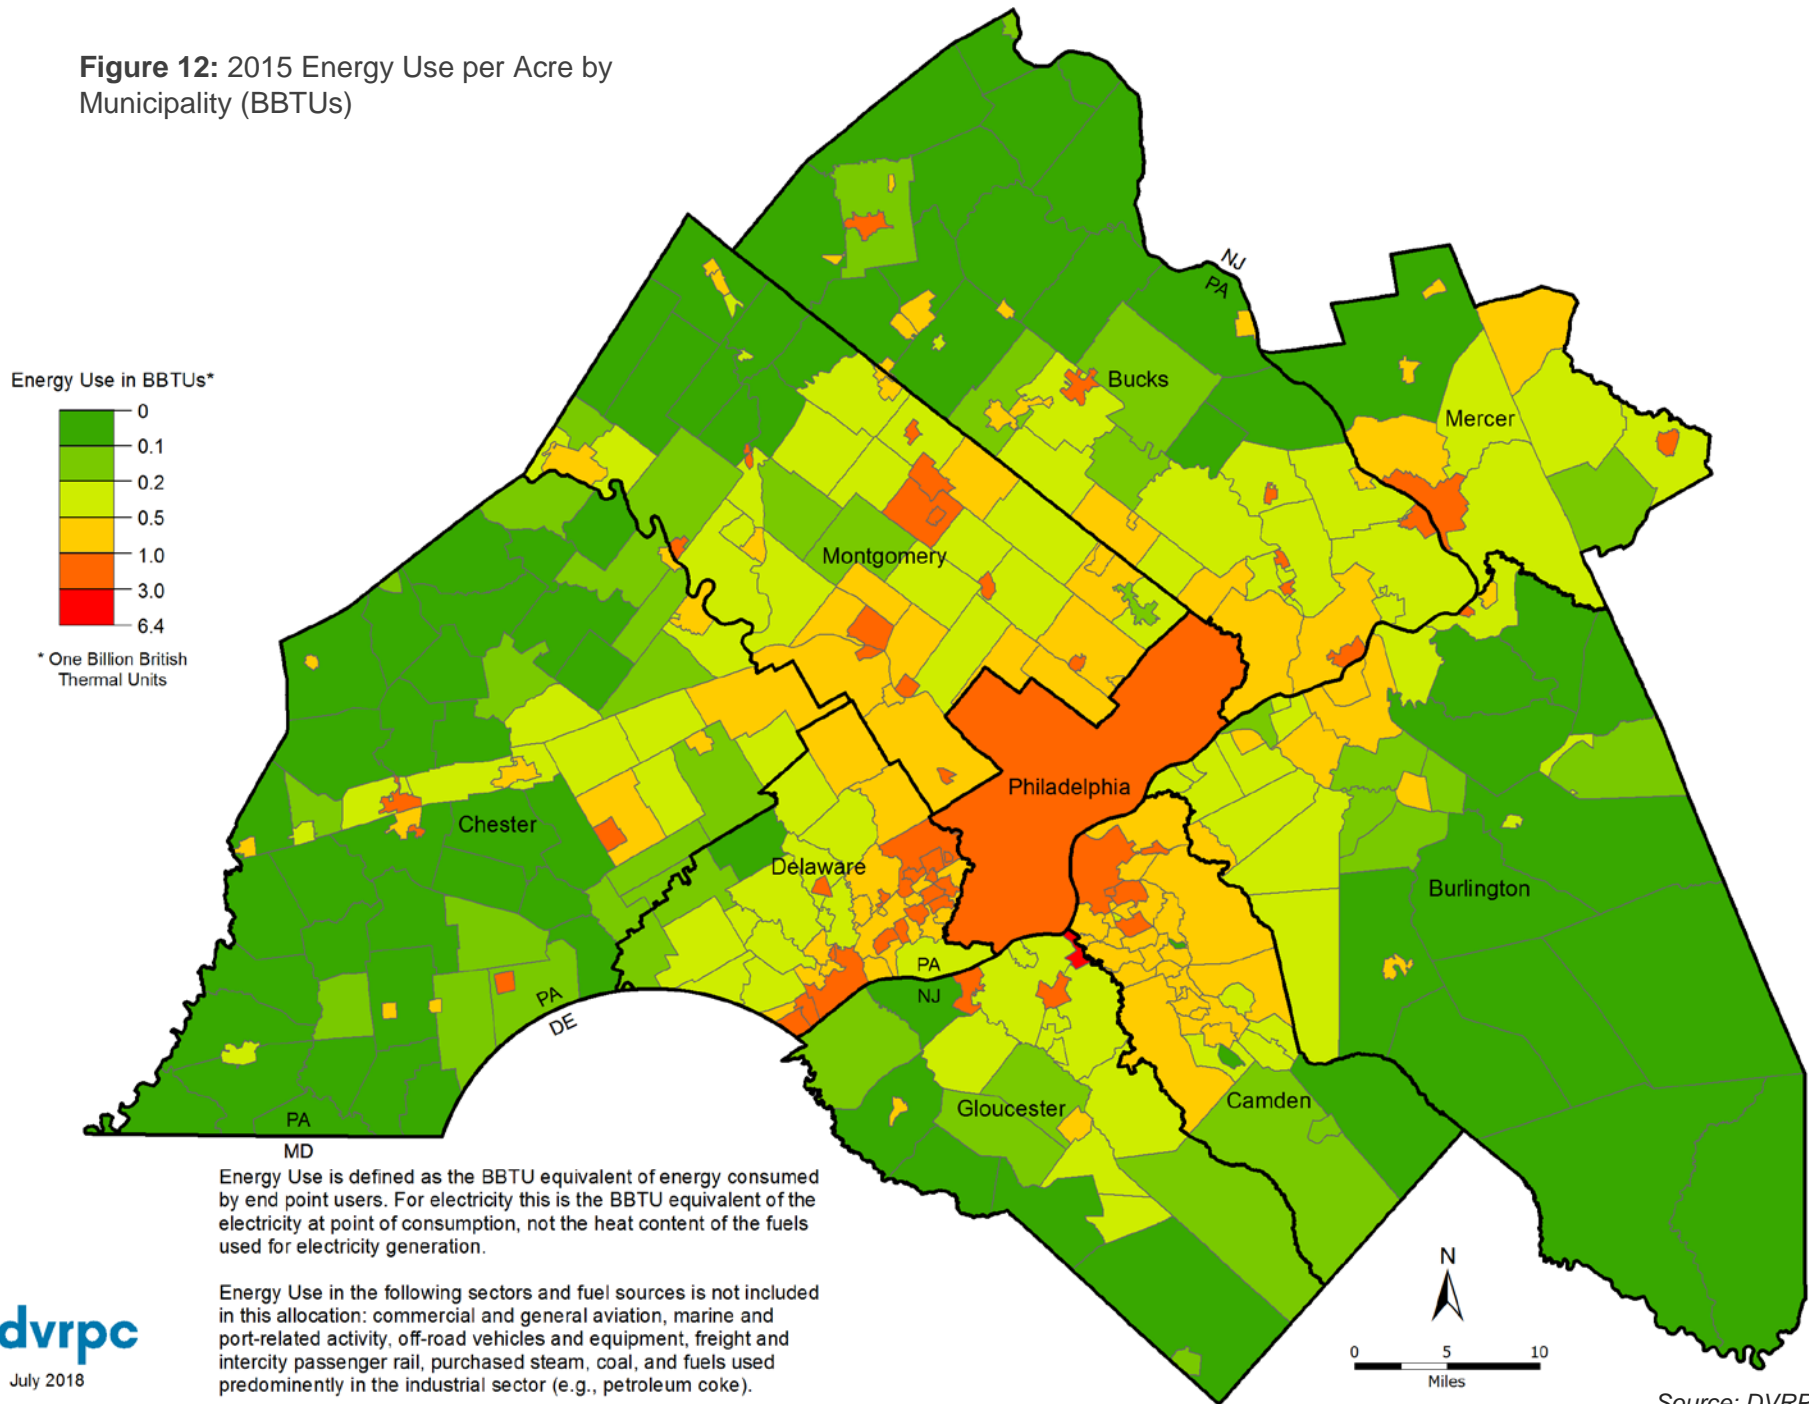 Figure 12: 2015 Energy Use per Acre by
Municipality (BBTUs)
Energy Use in BBTUs*
0
0.1
0.2
0.5
1.0
3.0
6.4
* One Billion British
Thermal Units
NJ
PA
Bucks
Mercer
Montgomery
Philadelphia
Chester
Delaware
Burlington
PA
NJ
PA
DE
Gloucester
Camden
PA
MD
Energy Use is defined as the BBTU equivalent of energy consumed
by end point users. For electricity this is the BBTU equivalent of the
electricity at point of consumption, not the heat content of the fuels
used for electricity generation.
Energy Use in the following sectors and fuel sources is not included
in this allocation: commercial and general aviation, marine and
port-related activity, off-road vehicles and equipment, freight and
intercity passenger rail, purchased steam, coal, and fuels used
predominently in the industrial sector (e.g., petroleum coke).
dvrpc
July 2018
N
0 5 10
Miles
Source: